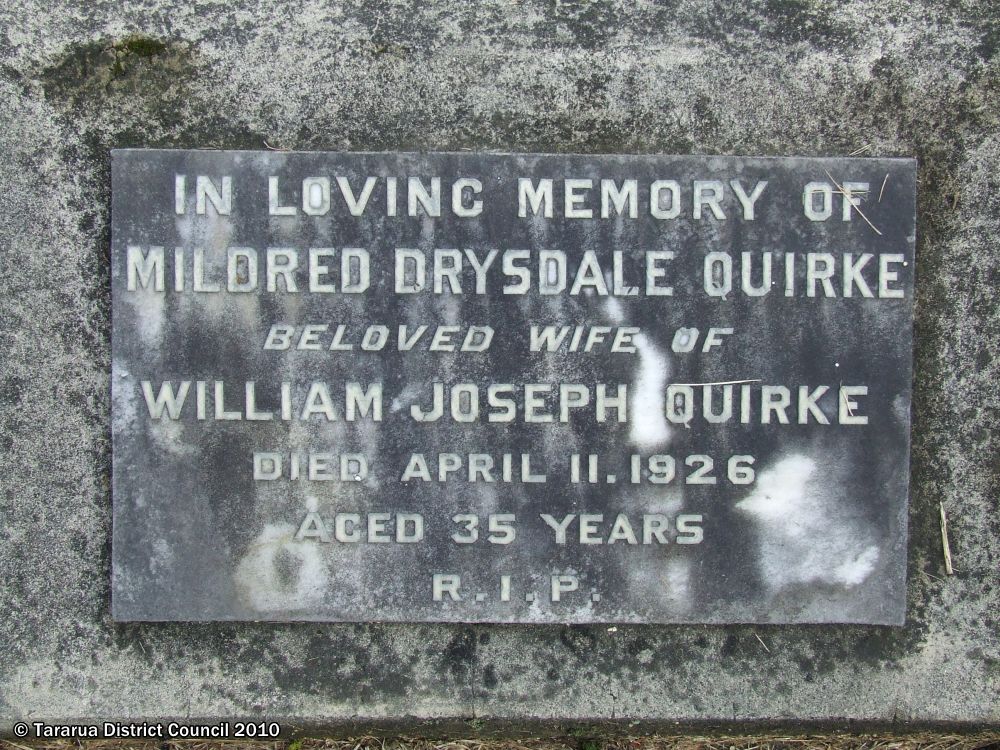 IN LOVING MEMORY OF
MILDRED DRYSDALE QUIRKE
BELOVED WIFE OF
WILLIAM JOSEPH QUIRKE
DIED APRIL 11.1926
AGED 35 YEARS
R.I.P.
© Tararua District Council 2010